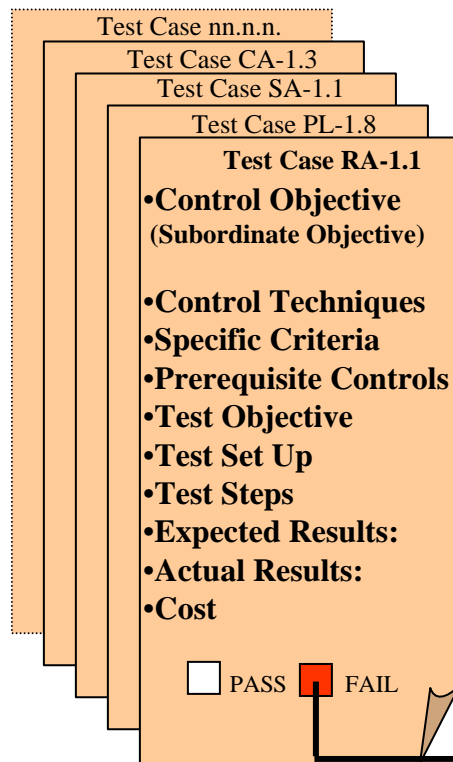 Test Case nn.n.n.
Test Case CA-1.3
Test Case SA-1.1
Test Case PL-1.8
Test Case RA-1.1
•Control Objective
(Subordinate Objective)
•Control Techniques
•Specific Criteria
•Prerequisite Controls
•Test Objective
•Test Set Up
•Test Steps
•Expected Results:
•Actual Results:
•Cost
PASS FAIL